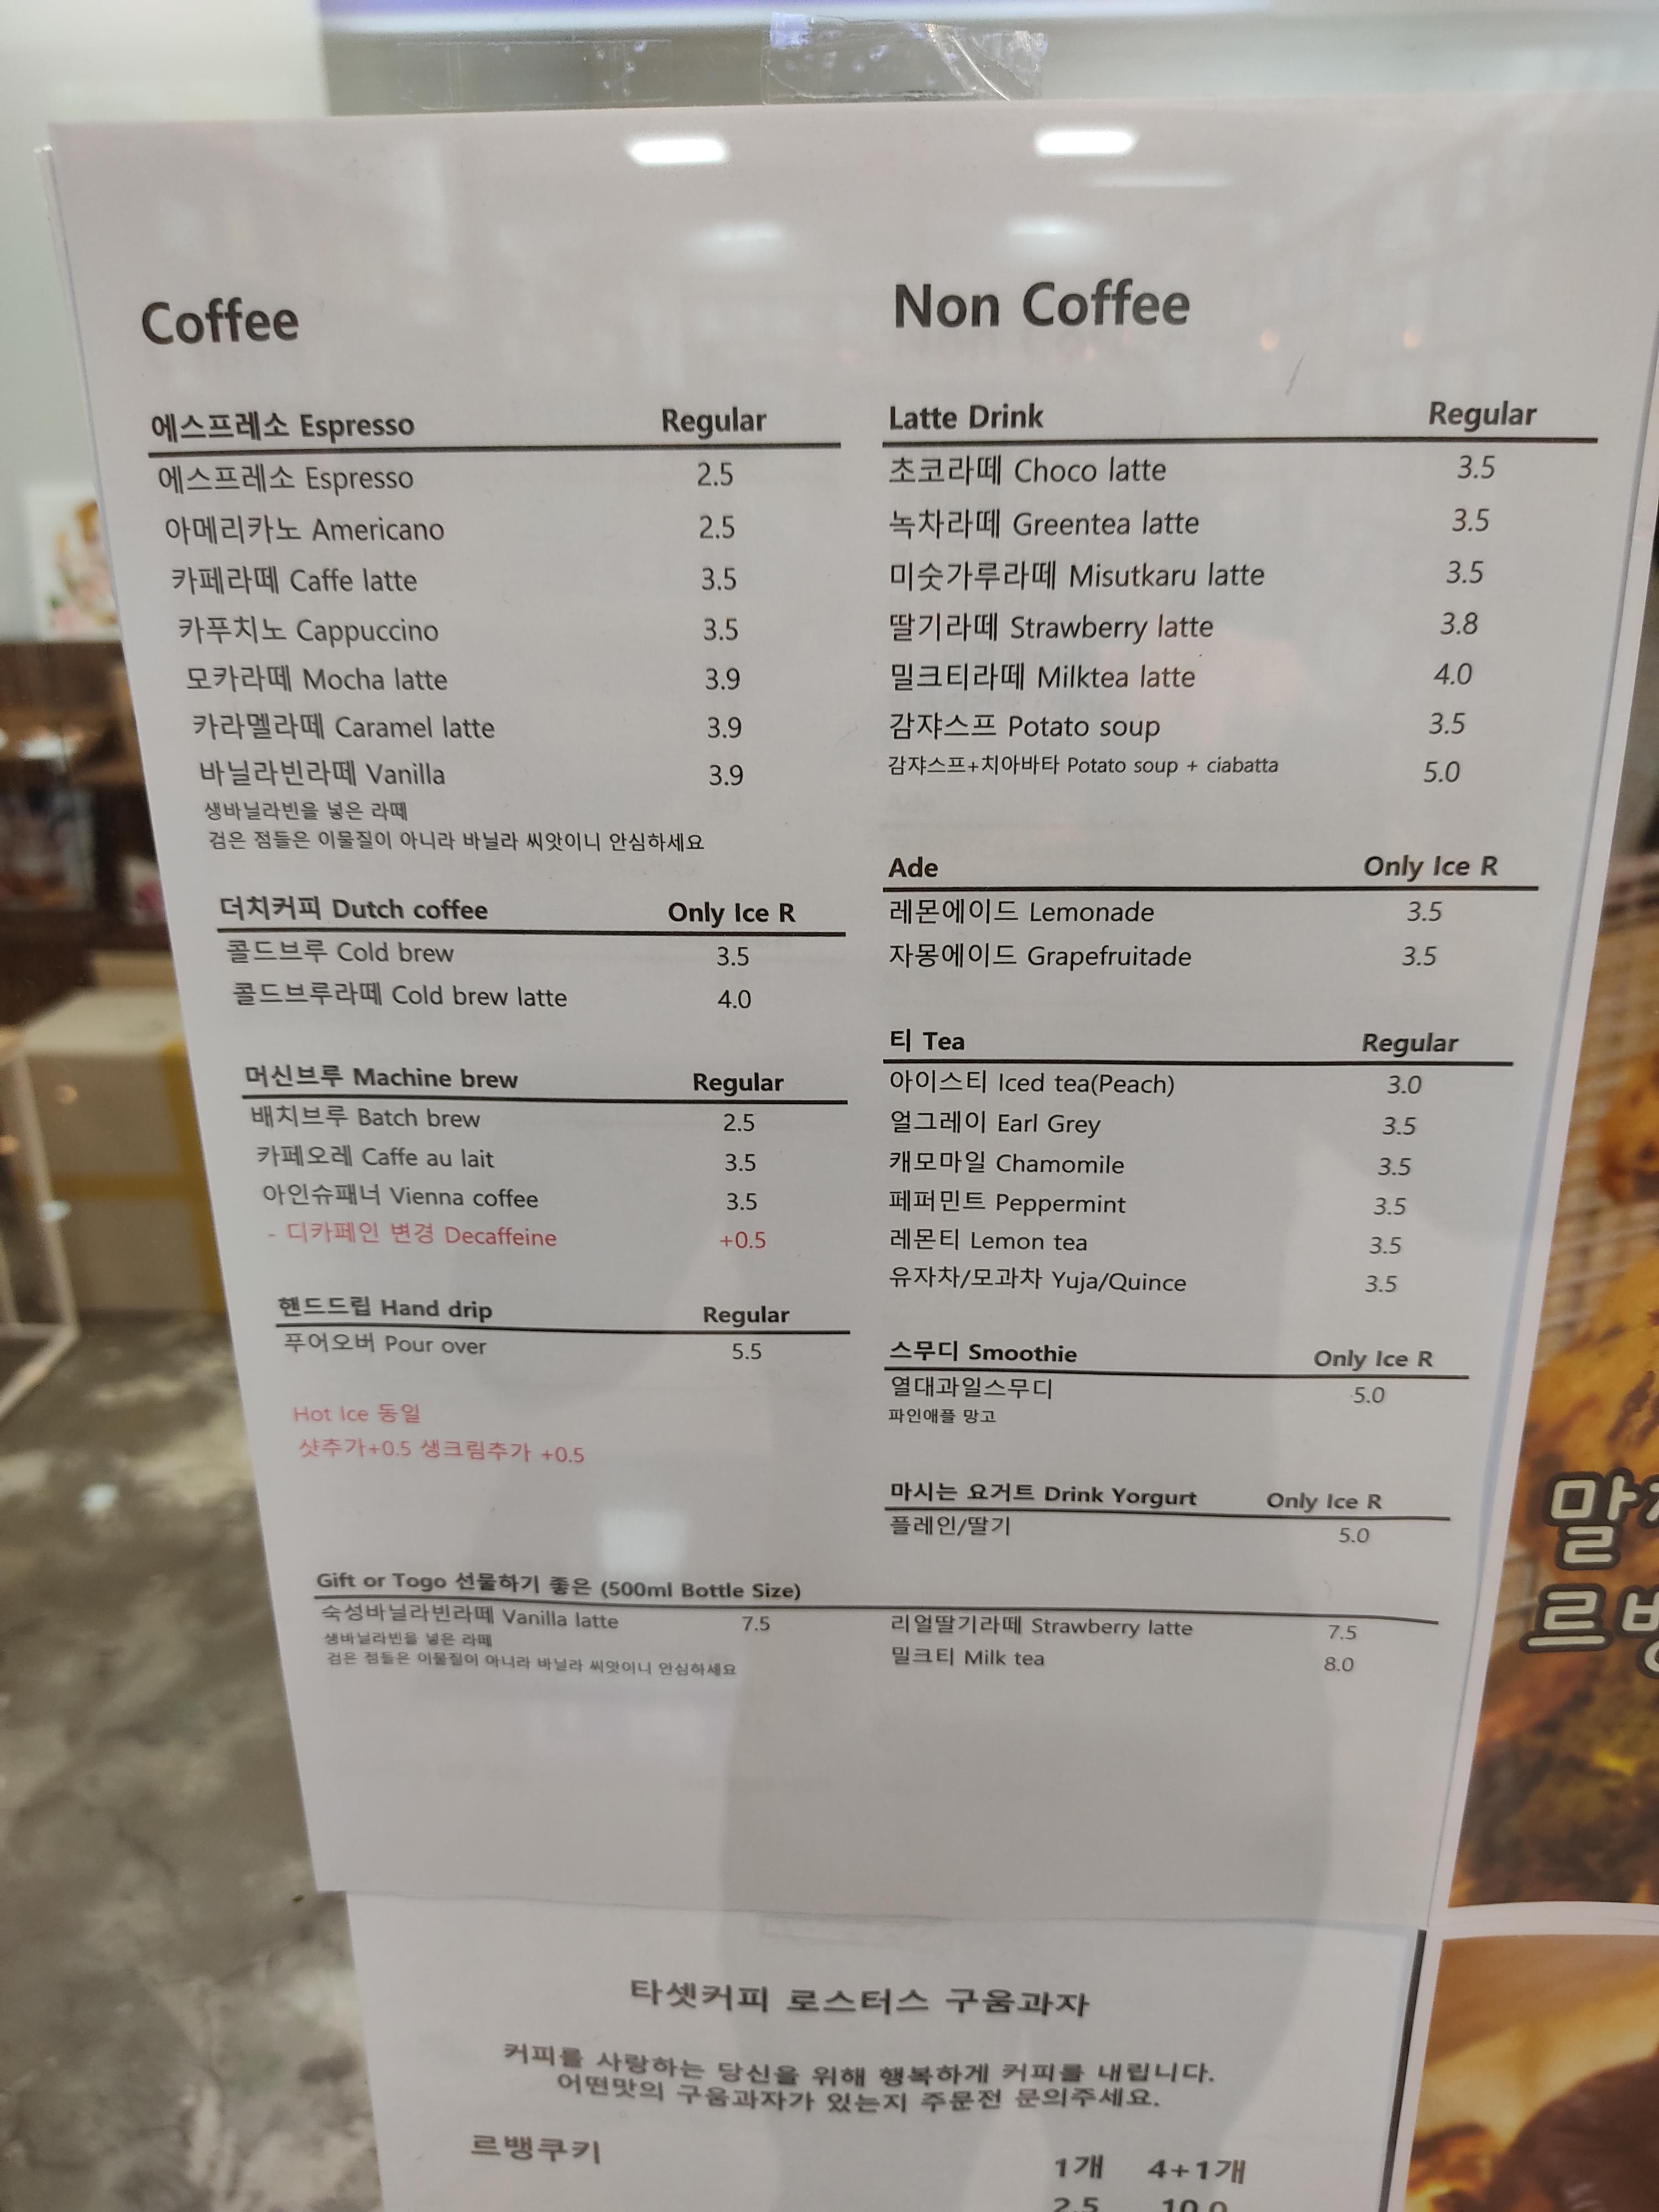 Coffee
에스프레소 Espresso Regular
에스프레소 Espresso 2.5
아메리카노 Americano 2.5
카페라떼 Caffe latte 3.5
카푸치노 Cappuccino 3.5
모카라떼 Mocha latte 3.9
카라멜라떼 Caramel latte 3.9
바닐라빈라떼 Vanilla 3.9
생바닐라빈을 넣은 라떼
검은 점들은 이물질이 아니라 바닐라 씨앗이니 안심하세요
더치커피 Dutch coffee Only Ice R
콜드브루 Cold brew 3.5
콜드브루라떼 Cold brew latte 4.0
머신브루 Machine brew Regular
배치브루 Batch brew 2.5
카페오레 Caffe au lait 3.5
아인슈패너 Vienna coffee 3.5
- 디카페인 변경 Decaffeine +0.5
핸드드립 Hand drip Regular
푸어오버 Pour over 5.5
Hot Ice 동일
샷추가+0.5 생크림추가 +0.5
Non Coffee
Latte Drink Regular
초코라떼 Choco latte 3.5
녹차라떼 Greentea latte 3.5
미숫가루라떼 Misutkaru latte 3.5
딸기라떼 Strawberry latte 3.8
밀크티라떼 Milktea latte 4.0
감쟈스프 Potato soup 3.5
감쟈스프+치아바타 Potato soup + ciabatta 5.0
Ade Only Ice R
레몬에이드 Lemonade 3.5
자몽에이드 Grapefruitade 3.5
티 Tea Regular
아이스티 Iced tea(Peach) 3.0
얼그레이 Earl Grey 3.5
캐모마일 Chamomile 3.5
페퍼민트 Peppermint 3.5
레몬티 Lemon tea 3.5
유자차/모과차 Yuja/Quince 3.5
스무디 Smoothie Only Ice R
열대과일스무디 5.0
파인애플 망고
마시는 요거트 Drink Yorgurt Only Ice R
플레인/딸기 5.0
Gift or Togo 선물하기 좋은 (500ml Bottle Size)
숙성바닐라빈라떼 Vanilla latte 7.5
생바닐라빈을 넣은 라떼
검은 점들은 이물질이 아니라 바닐라 씨앗이니 안심하세요
리얼딸기라떼 Strawberry latte 7.5
밀크티 Milk tea 8.0
타셋커피 로스터스 구움과자
커피를 사랑하는 당신을 위해 행복하게 커피를 내립니다.
어떤맛의 구움과자가 있는지 주문전 문의주세요.
르뱅쿠키
1개 4+1개
2.5 10.0